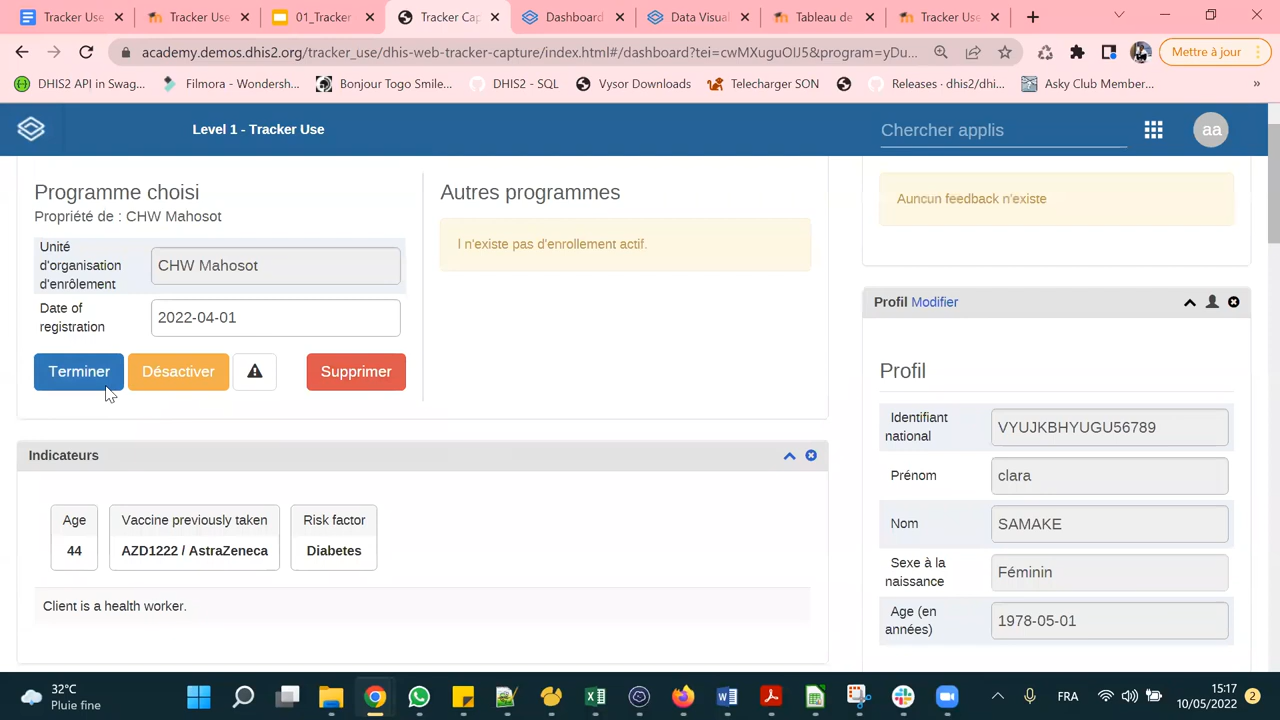 Tracker Use
Tracker Use
01_Tracker
Tracker Cap
Dashboard
Data Visual
Tableau de
Tracker Use
academy.demos.dhis2.org/tracker_use/dhis-web-tracker-capture/index.html#/dashboard?tei=cwMXuguOIJ5&program=yDu...
Mettre à jour
DHIS2 API in Swag...
Filmora - Wondersh...
Bonjour Togo Smile...
DHIS2 - SQL
Vysor Downloads
Telecharger SON
Releases · dhis2/dhi...
Asky Club Member...
»
Level 1 - Tracker Use
Chercher applis
aa
Programme choisi
Propriété de : CHW Mahosot
Unité
d'organisation
d'enrôlement
CHW Mahosot
Date of
registration
2022-04-01
Terminer
Désactiver
Supprimer
Autres programmes
l n'existe pas d'enrollement actif.
Auncun feedback n'existe
Profil Modifier
Profil
Identifiant
national
VYUJKBHYUGU56789
Prénom
clara
Nom
SAMAKE
Sexe à la
naissance
Féminin
Age (en
années)
1978-05-01
Indicateurs
Age
44
Vaccine previously taken
AZD1222 / AstraZeneca
Risk factor
Diabetes
Client is a health worker.
32°C
Pluie fine
FRA
15:17
10/05/2022
2